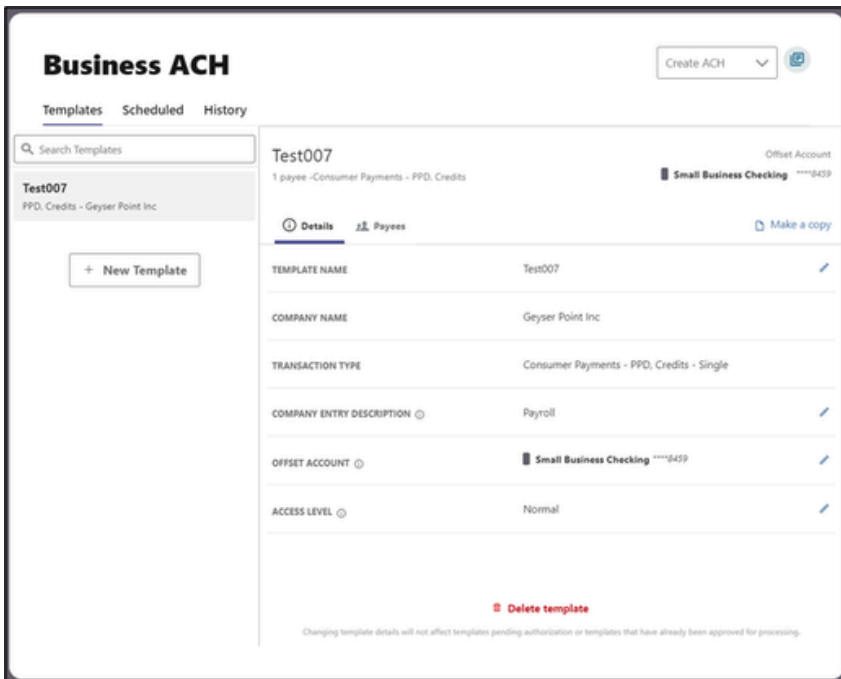 Business ACH
Create ACH
Templates Scheduled History
Search Templates
Test007
PPD, Credits - Geyser Point Inc
+ New Template
Test007
1 payee -Consumer Payments - PPD, Credits
Offset Account
Small Business Checking ****8459
Details Payees
Make a copy
TEMPLATE NAME Test007
COMPANY NAME Geyser Point Inc
TRANSACTION TYPE Consumer Payments - PPD, Credits - Single
COMPANY ENTRY DESCRIPTION Payroll
OFFSET ACCOUNT Small Business Checking ****8459
ACCESS LEVEL Normal
Delete template
Changing template details will not affect templates pending authorization or templates that have already been approved for processing.